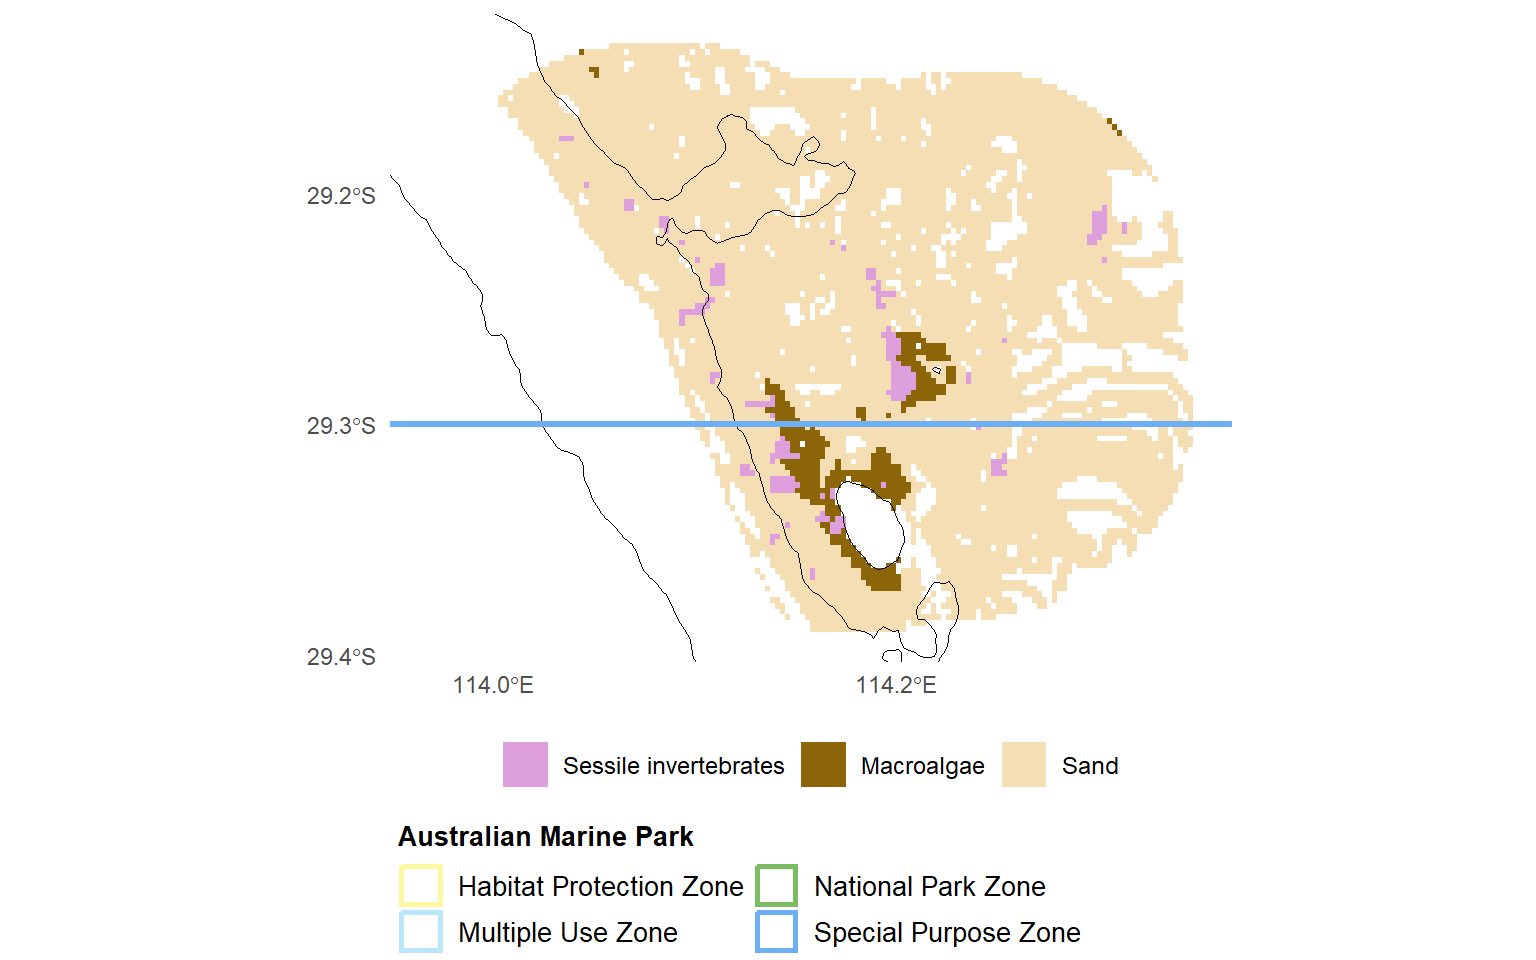 29.2°S
29.3°S
29.4°S
114.0°E 114.2°E
Sessile invertebrates Macroalgae Sand
Australian Marine Park
Habitat Protection Zone National Park Zone
Multiple Use Zone Special Purpose Zone